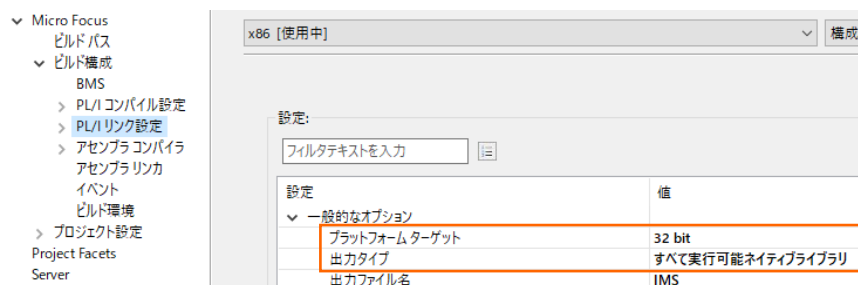 Micro Focus
ビルド パス
ビルド構成
BMS
PL/I コンパイル設定
PL/I リンク設定
アセンブラ コンパイラ
アセンブラ リンカ
イベント
ビルド環境
プロジェクト設定
Project Facets
Server
x86 [使用中]
構成
設定:
フィルタテキストを入力
設定 値
一般的なオプション
プラットフォーム ターゲット 32 bit
出力タイプ すべて実行可能ネイティブライブラリ
出力ファイル名 IMS